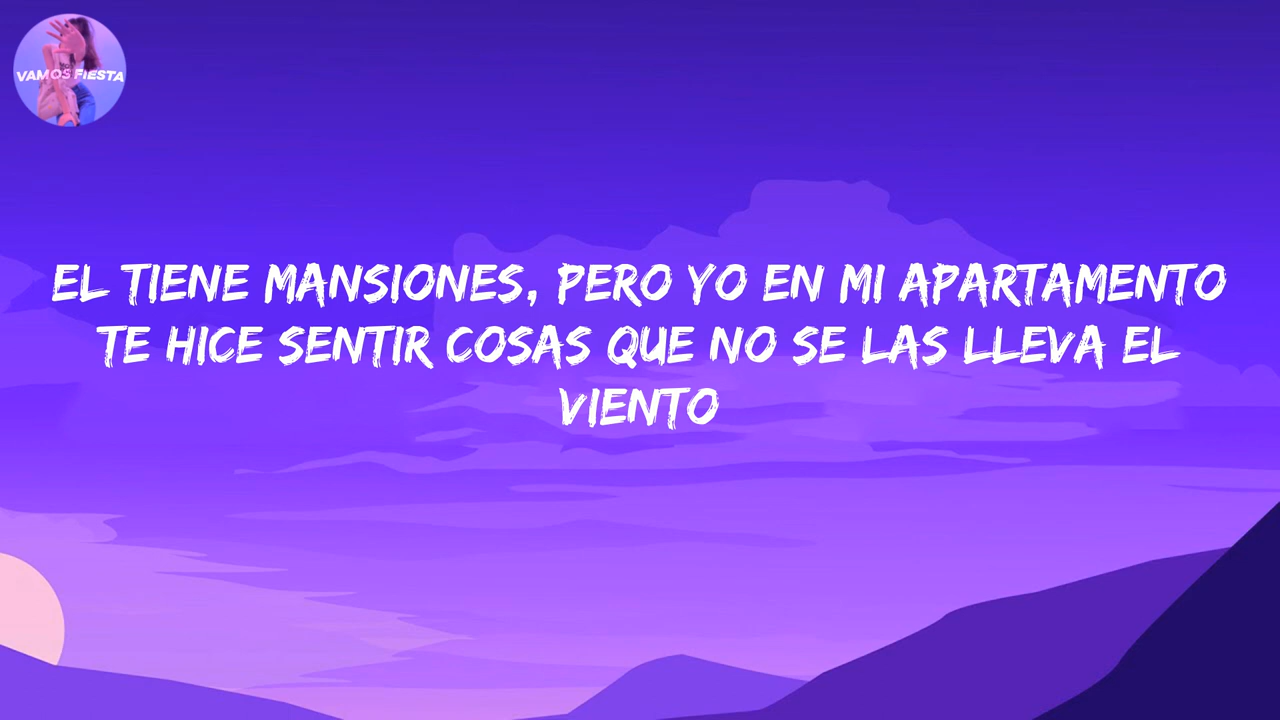 VAMOS FIESTA
EL TIENE MANSIONES, PERO YO EN MI APARTAMENTO
TE HICE SENTIR COSAS QUE NO SE LAS LLEVA EL
VIENTO